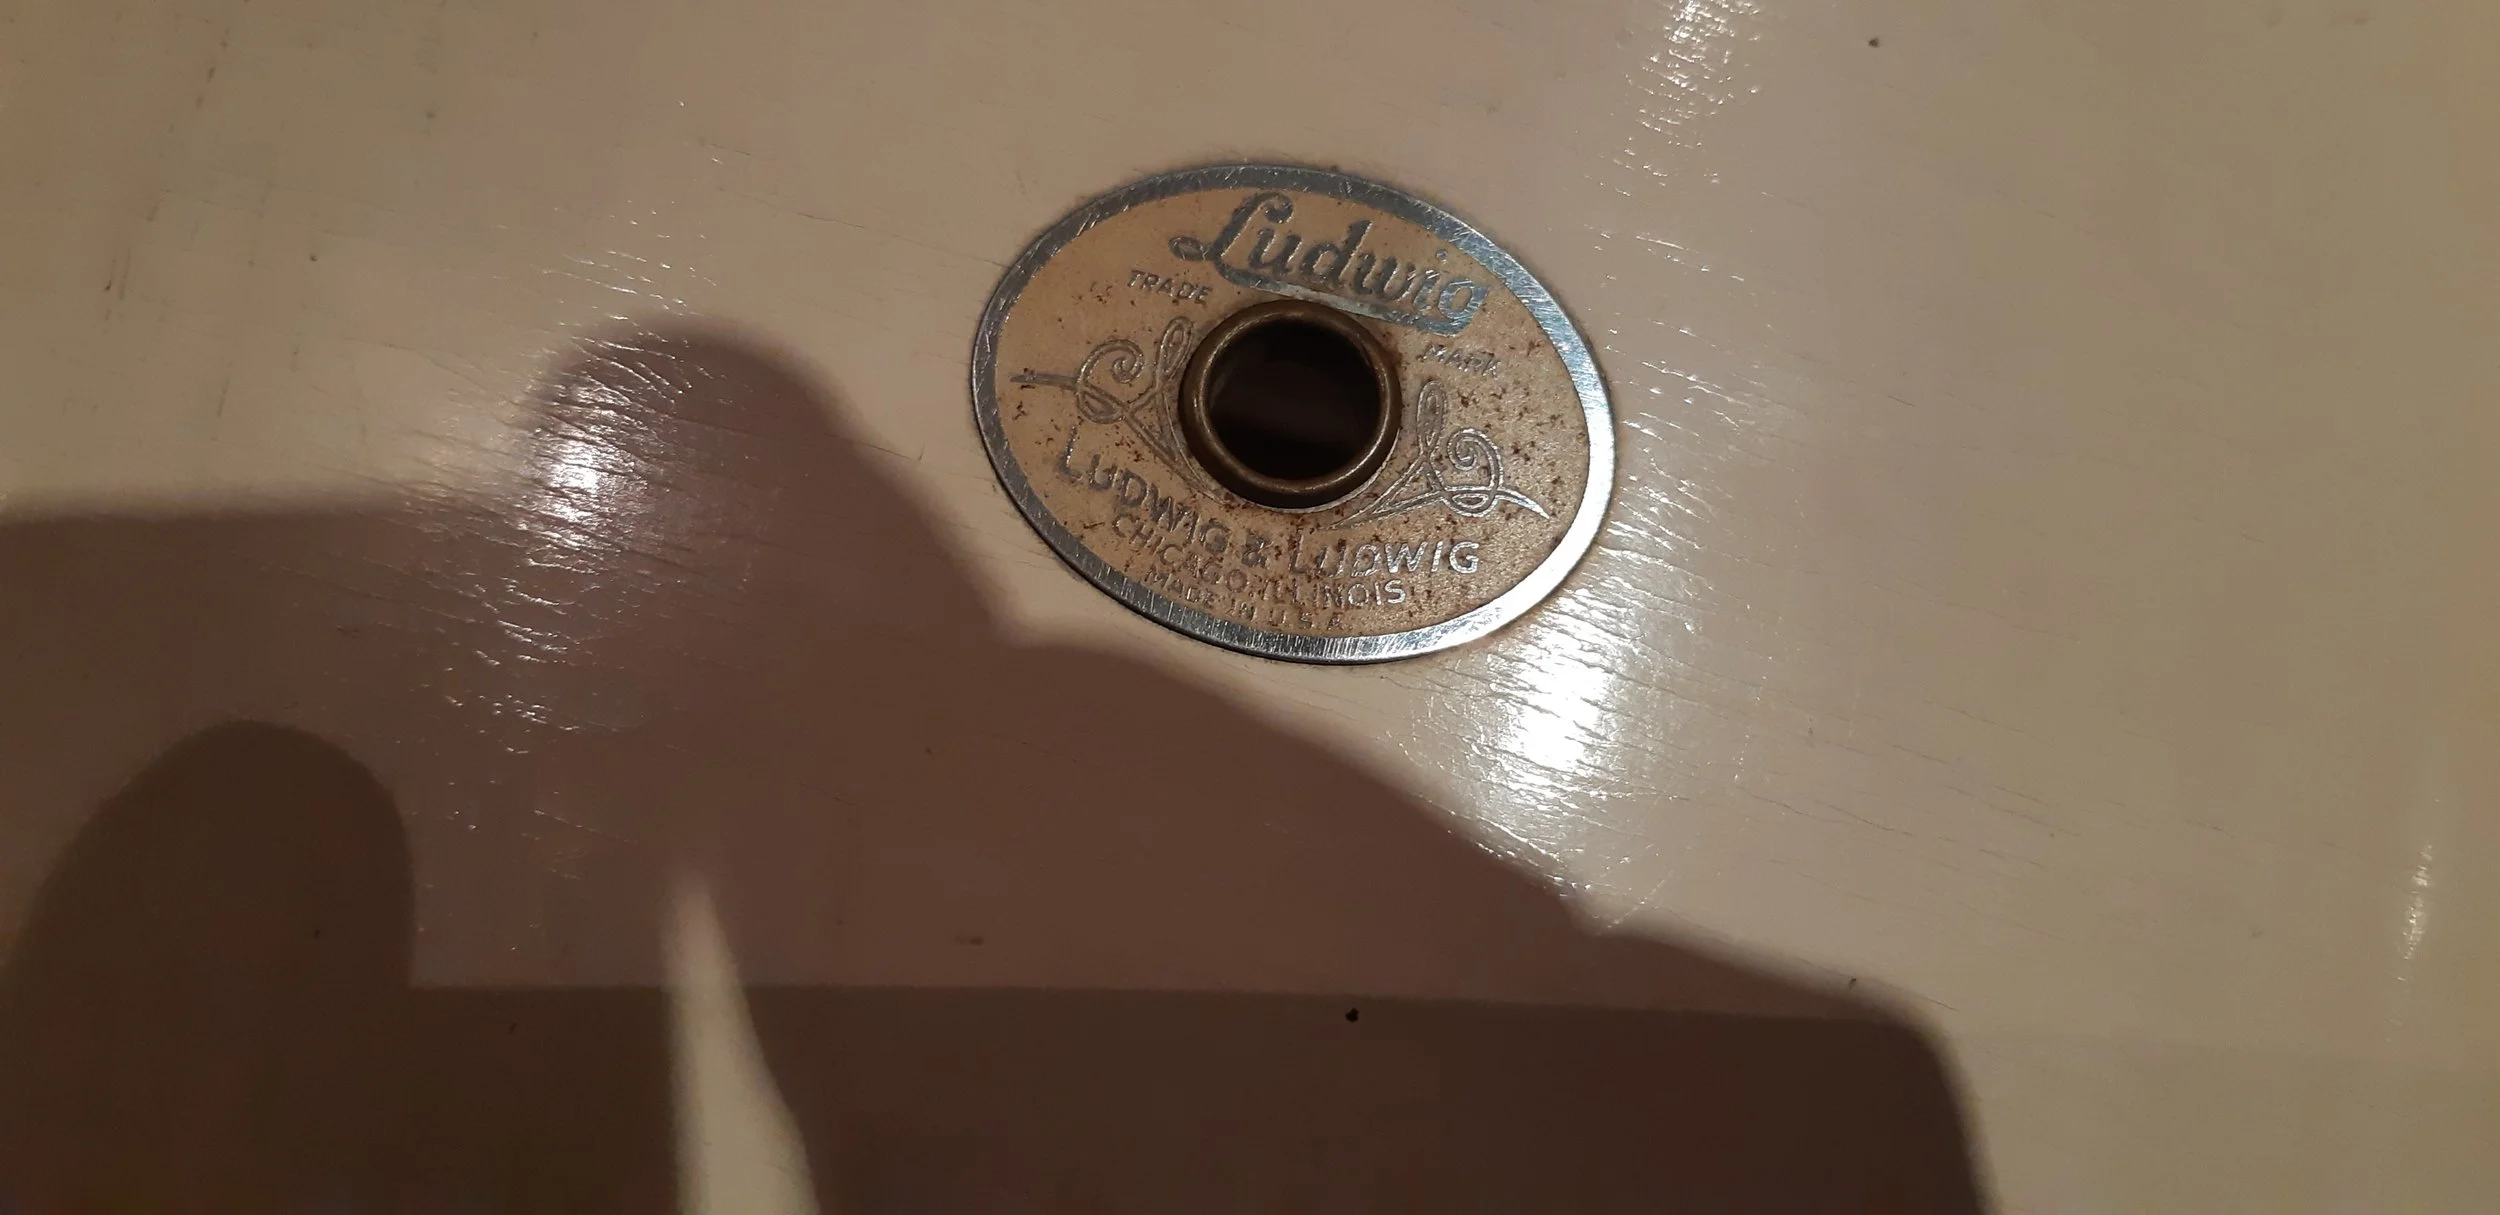 Ludwig
TRADE MARK
LUDWIG & LUDWIG
CHICAGO, ILLINOIS
MADE IN U.S.A